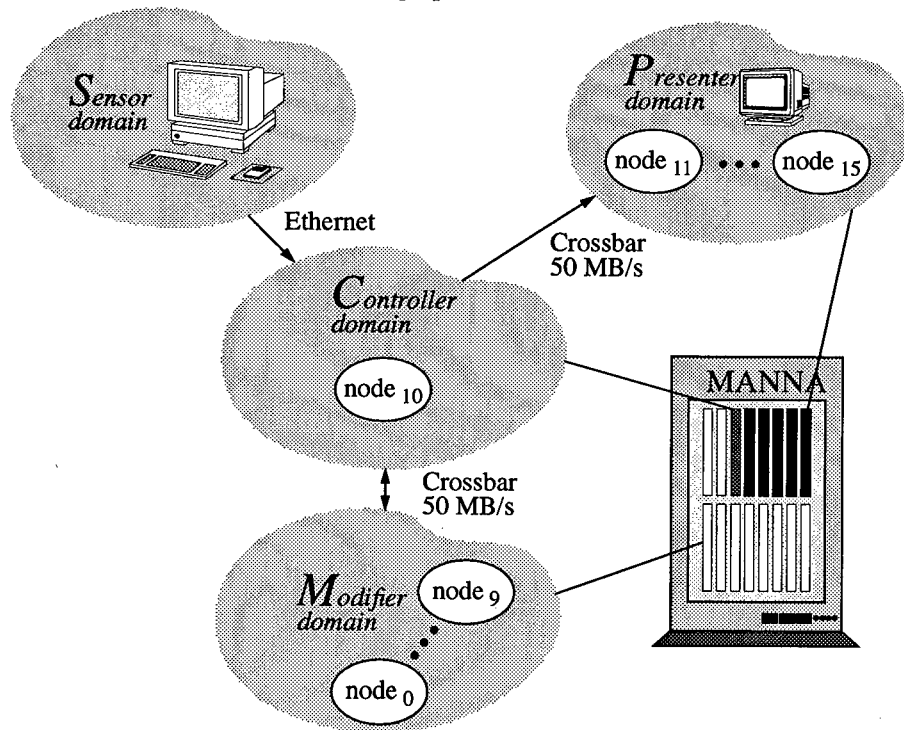 Sensor
domain
Presenter
domain
node 11 ••• node 15
Ethernet
Crossbar
50 MB/s
Controller
domain
node 10
MANNA
Crossbar
50 MB/s
Modifier
domain
node 9
node 0